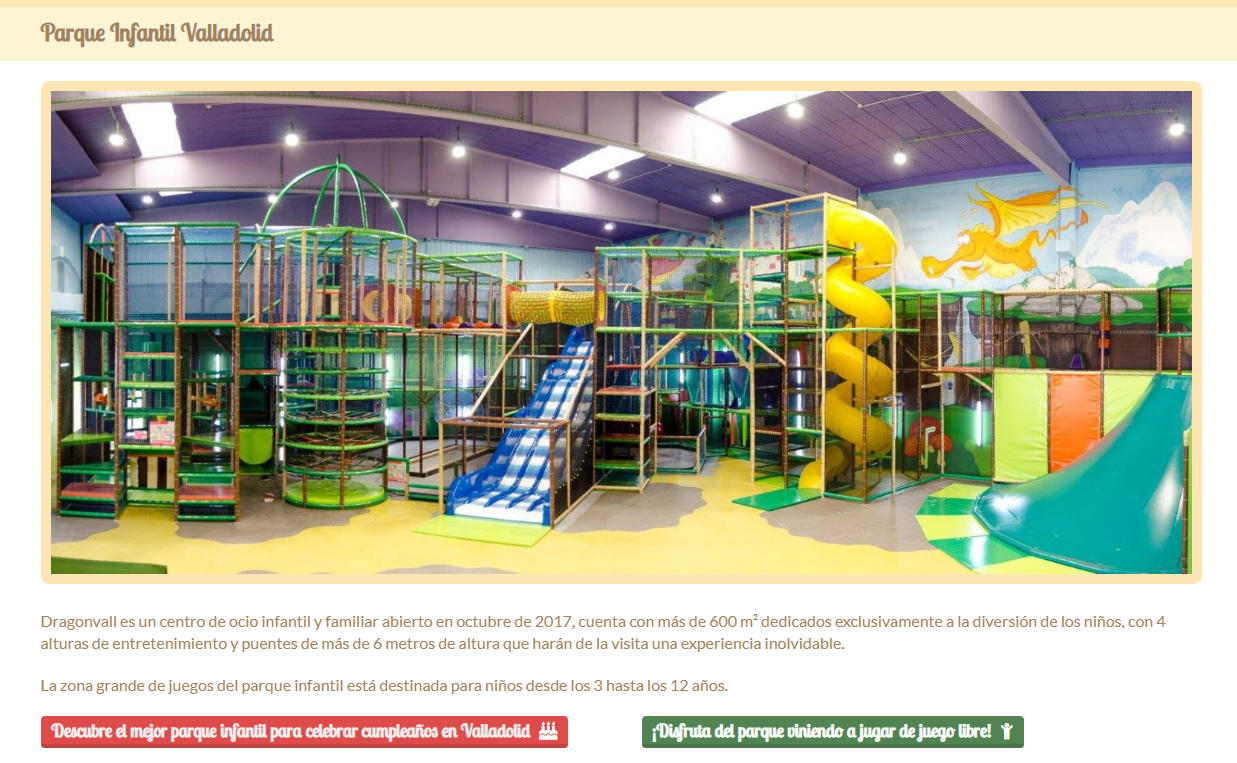 Parque Infantil Valladolid
Dragonvall es un centro de ocio infantil y familiar abierto en octubre de 2017, cuenta con más de 600 m² dedicados exclusivamente a la diversión de los niños, con 4
alturas de entretenimiento y puentes de más de 6 metros de altura que harán de la visita una experiencia inolvidable.
La zona grande de juegos del parque infantil está destinada para niños desde los 3 hasta los 12 años.
Descubre el mejor parque infantil para celebrar cumpleaños en Valladolid
¡Disfruta del parque viniendo a jugar de juego libre!